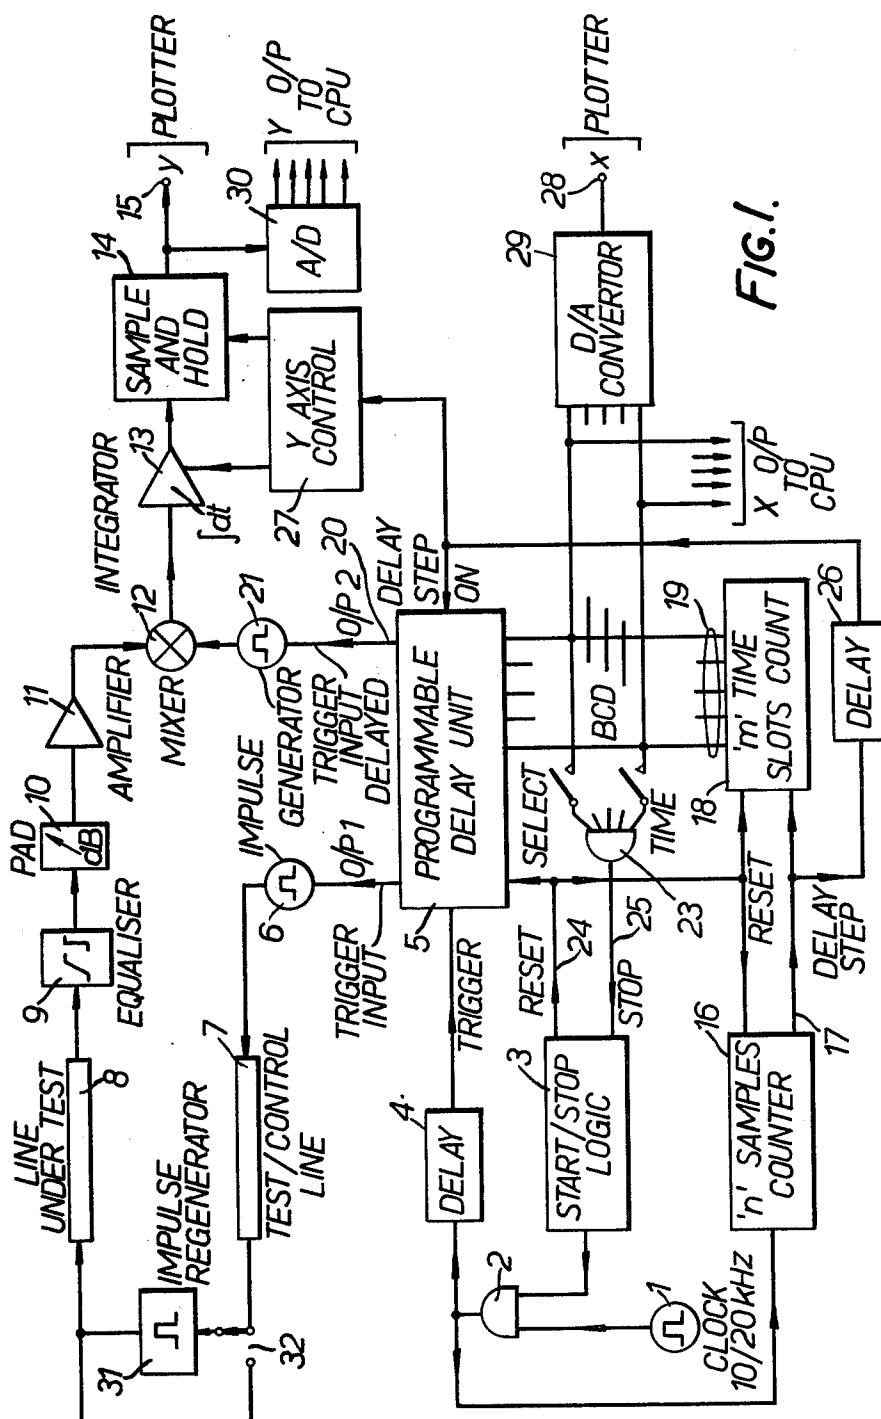 LINE
UNDER TEST
8
9
EQUALISER
PAD
10
dB
11
AMPLIFIER
12
MIXER
INTEGRATOR
13
∫dt
14
SAMPLE
AND
HOLD
15
y
PLOTTER
31
IMPULSE
REGENERATOR
32
7
TEST/CONTROL
LINE
6
IMPULSE
GENERATOR
21
27
Y AXIS
CONTROL
30
A/D
Y O/P
TO
CPU
TRIGGER
INPUT
O/P1
TRIGGER
INPUT
DELAYED
O/P 2
20
DELAY
STEP
ON
4
DELAY
TRIGGER
5
PROGRAMMABLE
DELAY UNIT
2
3
START/STOP
LOGIC
RESET
24
STOP
25
SELECT
TIME
23
BCD
29
D/A
CONVERTOR
28
x
PLOTTER
X O/P
TO
CPU
1
CLOCK
10/20kHz
16
'n' SAMPLES
COUNTER
17
RESET
DELAY
STEP
18
'm' TIME
SLOTS COUNT
19
26
DELAY
FIG.1.